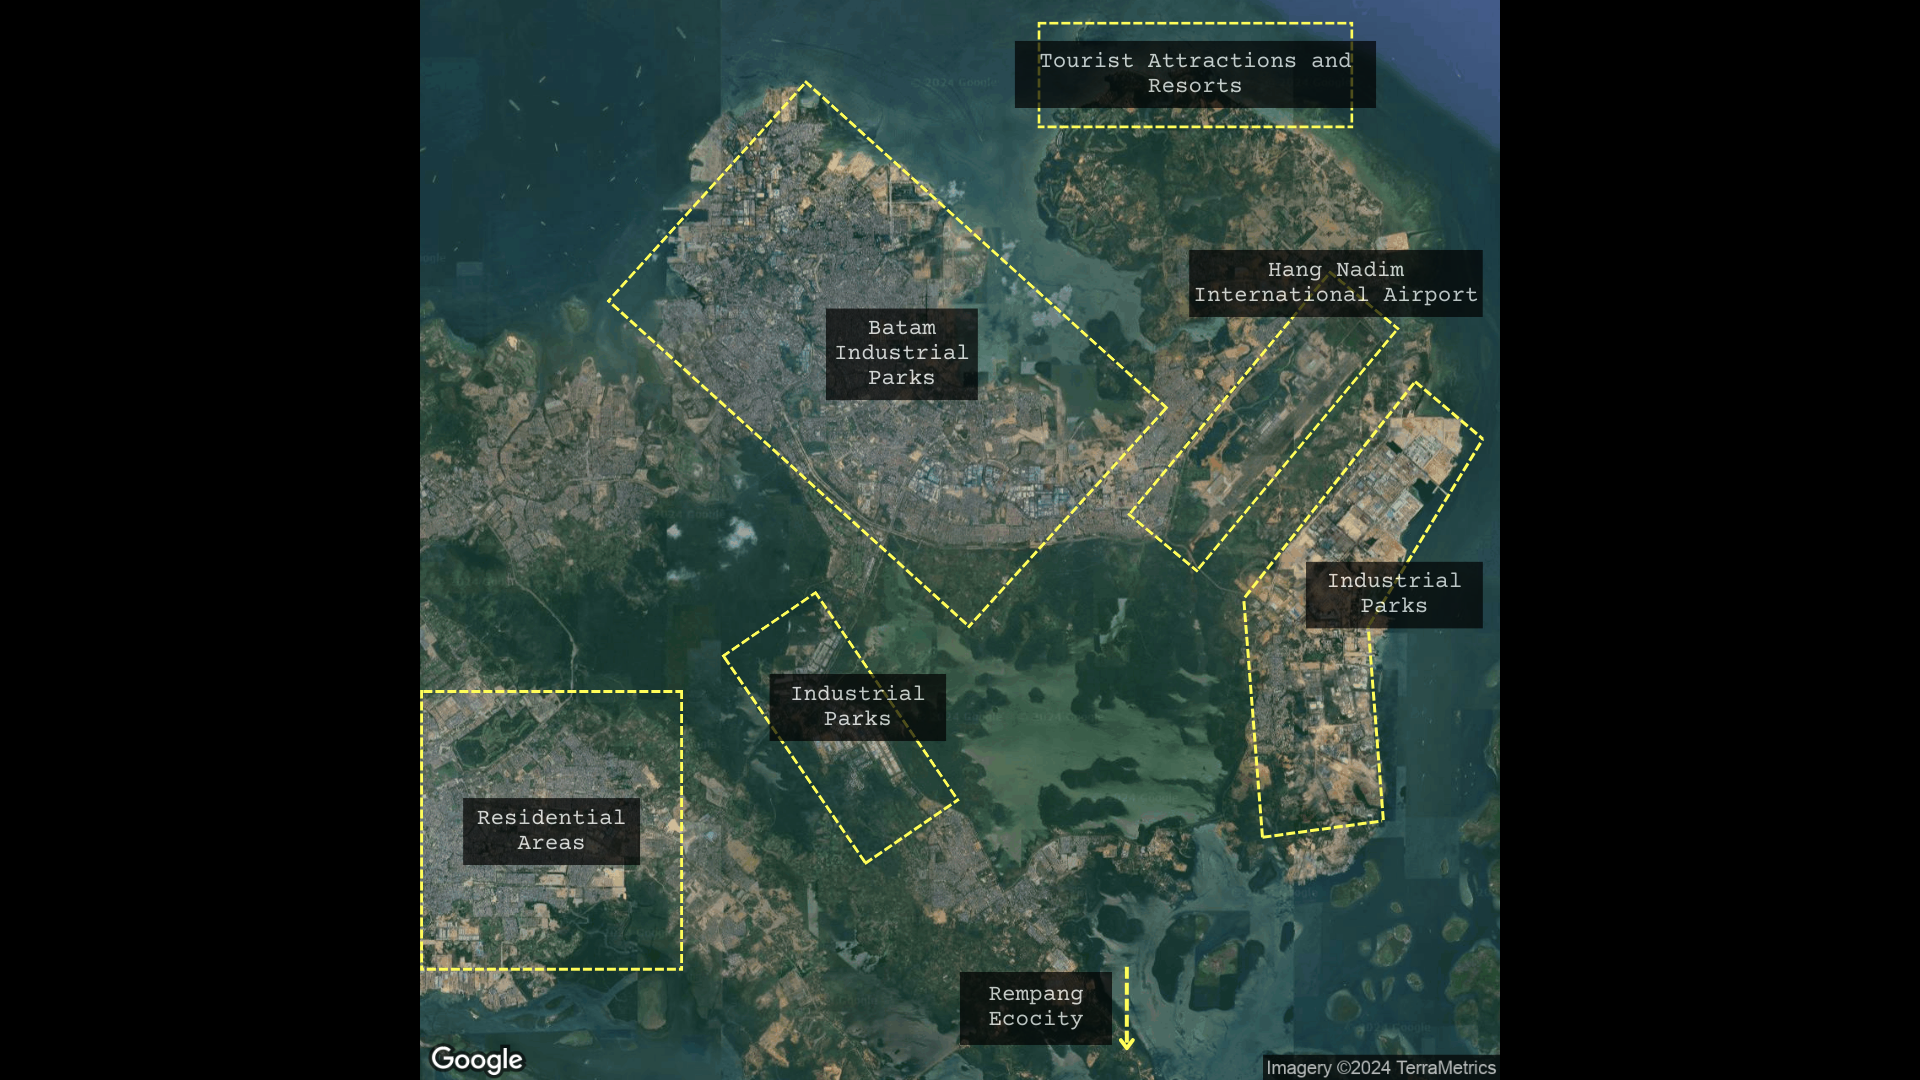 Tourist Attractions and
Resorts
Hang Nadim
International Airport
Batam
Industrial
Parks
Industrial
Parks
Industrial
Parks
Residential
Areas
Rempang
Ecocity
Google
Imagery ©2024 TerraMetrics